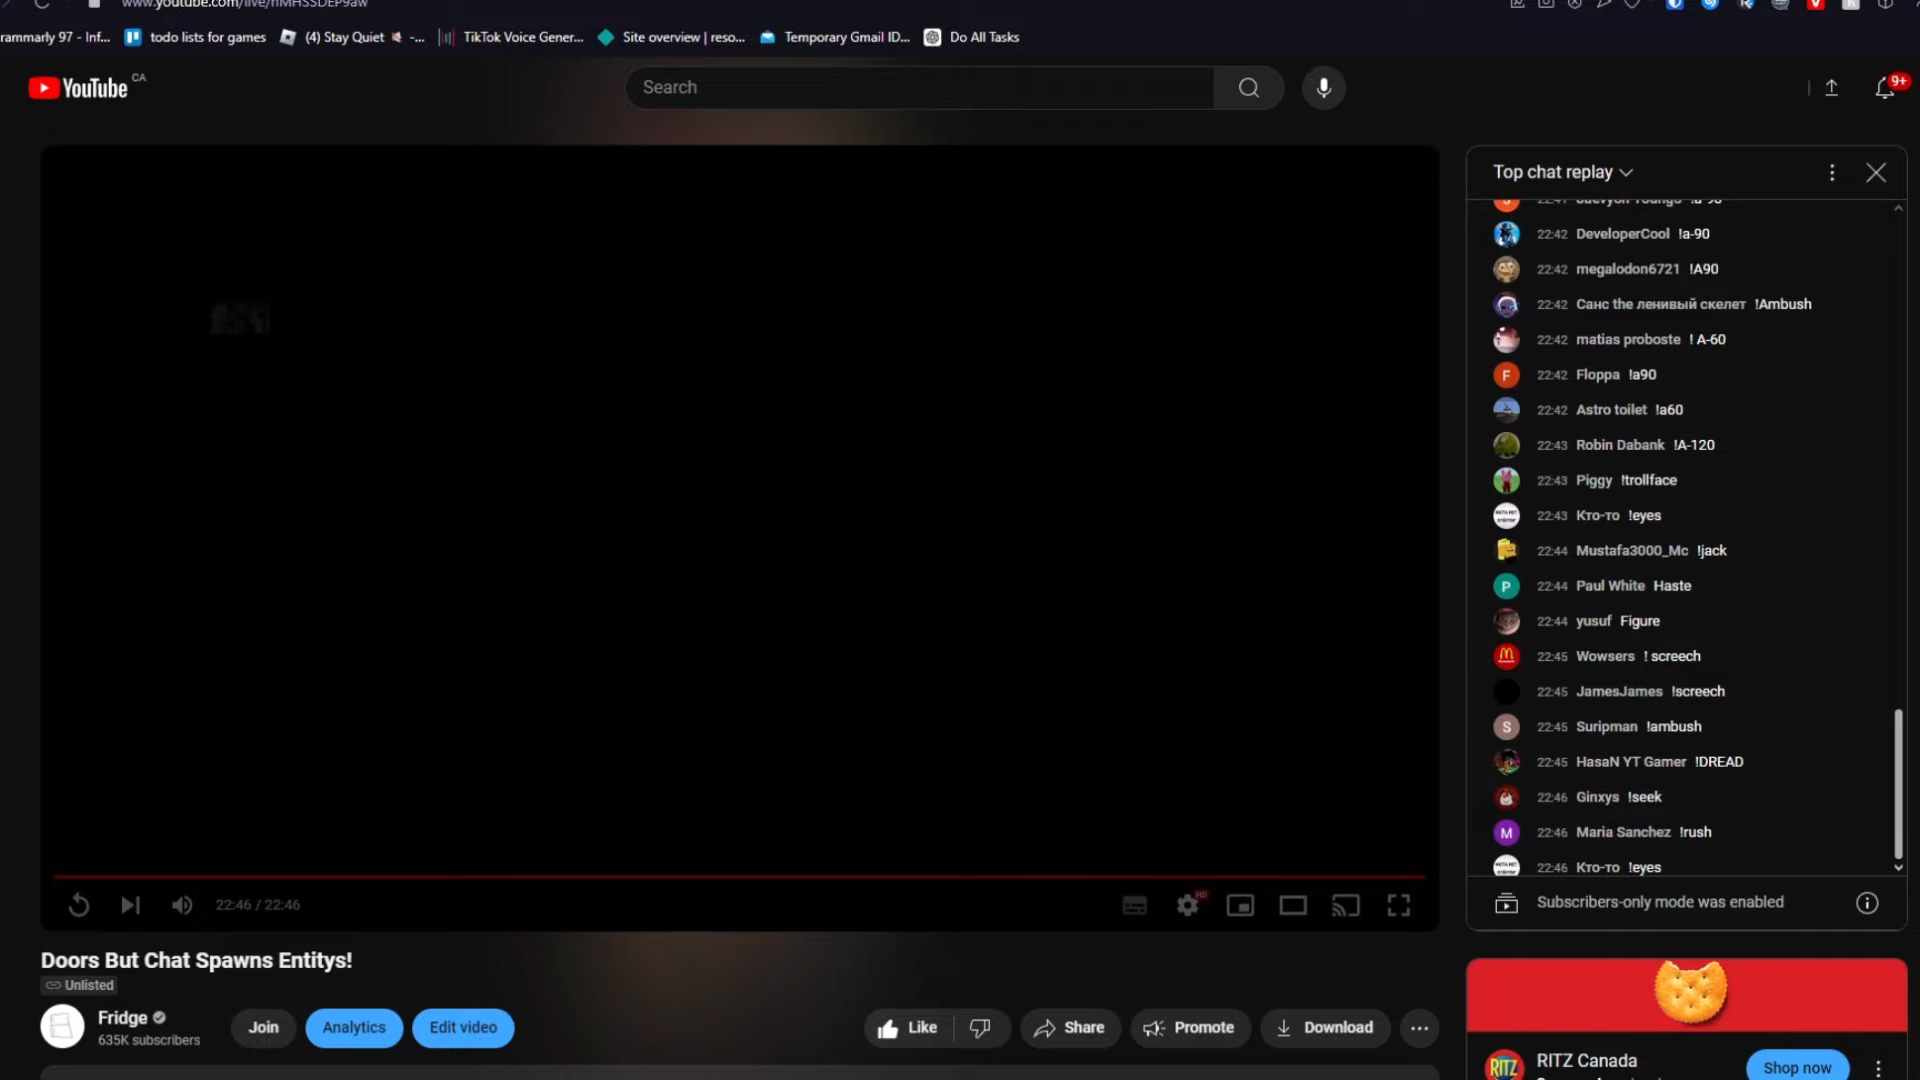 www.youtube.com/live/
rammarly 97 - Inf...
todo lists for games
(4) Stay Quiet 🔇 -...
TikTok Voice Gener...
Site overview | reso...
Temporary Gmail ID...
Do All Tasks
YouTube CA
Search
9+
Top chat replay
22:42 DeveloperCool !a-90
22:42 megalodon6721 !A90
22:42 Санс the ленивый скелет !Ambush
22:42 matias proboste ! A-60
22:42 Floppa !a90
22:42 Astro toilet !a60
22:43 Robin Dabank !A-120
22:43 Piggy !trollface
22:43 Кто-то !eyes
22:44 Mustafa3000_Mc !jack
22:44 Paul White Haste
22:44 yusuf Figure
22:45 Wowsers ! screech
22:45 JamesJames !screech
22:45 Suripman !ambush
22:45 HasaN YT Gamer !DREAD
22:46 Ginxys !seek
22:46 Maria Sanchez !rush
22:46 Кто-то !eyes
Subscribers-only mode was enabled
22:46 / 22:46
HD
Doors But Chat Spawns Entitys!
Unlisted
Fridge
635K subscribers
Join
Analytics
Edit video
Like
Share
Promote
Download
RITZ
RITZ Canada
Shop now
F
P
S
M